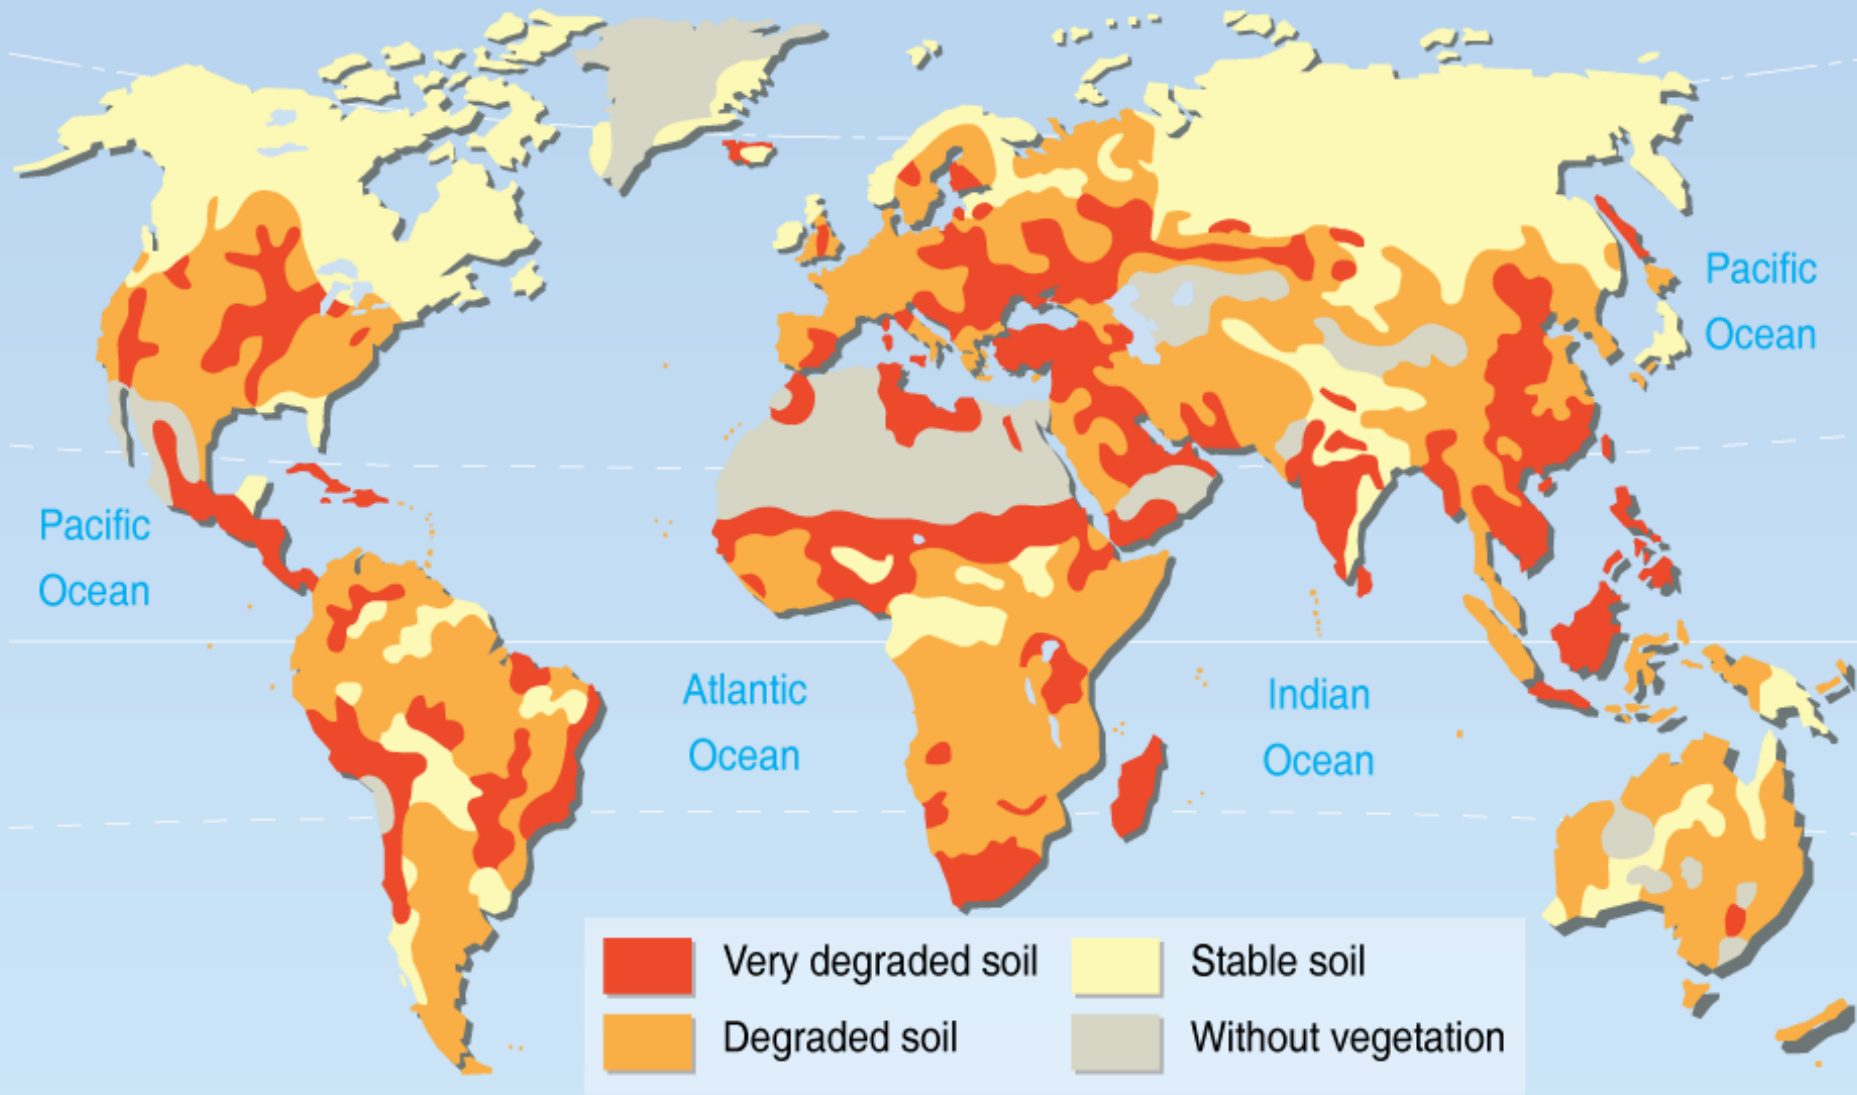 Pacific
Ocean
Pacific
Ocean
Atlantic
Ocean
Indian
Ocean
Very degraded soil
Stable soil
Degraded soil
Without vegetation